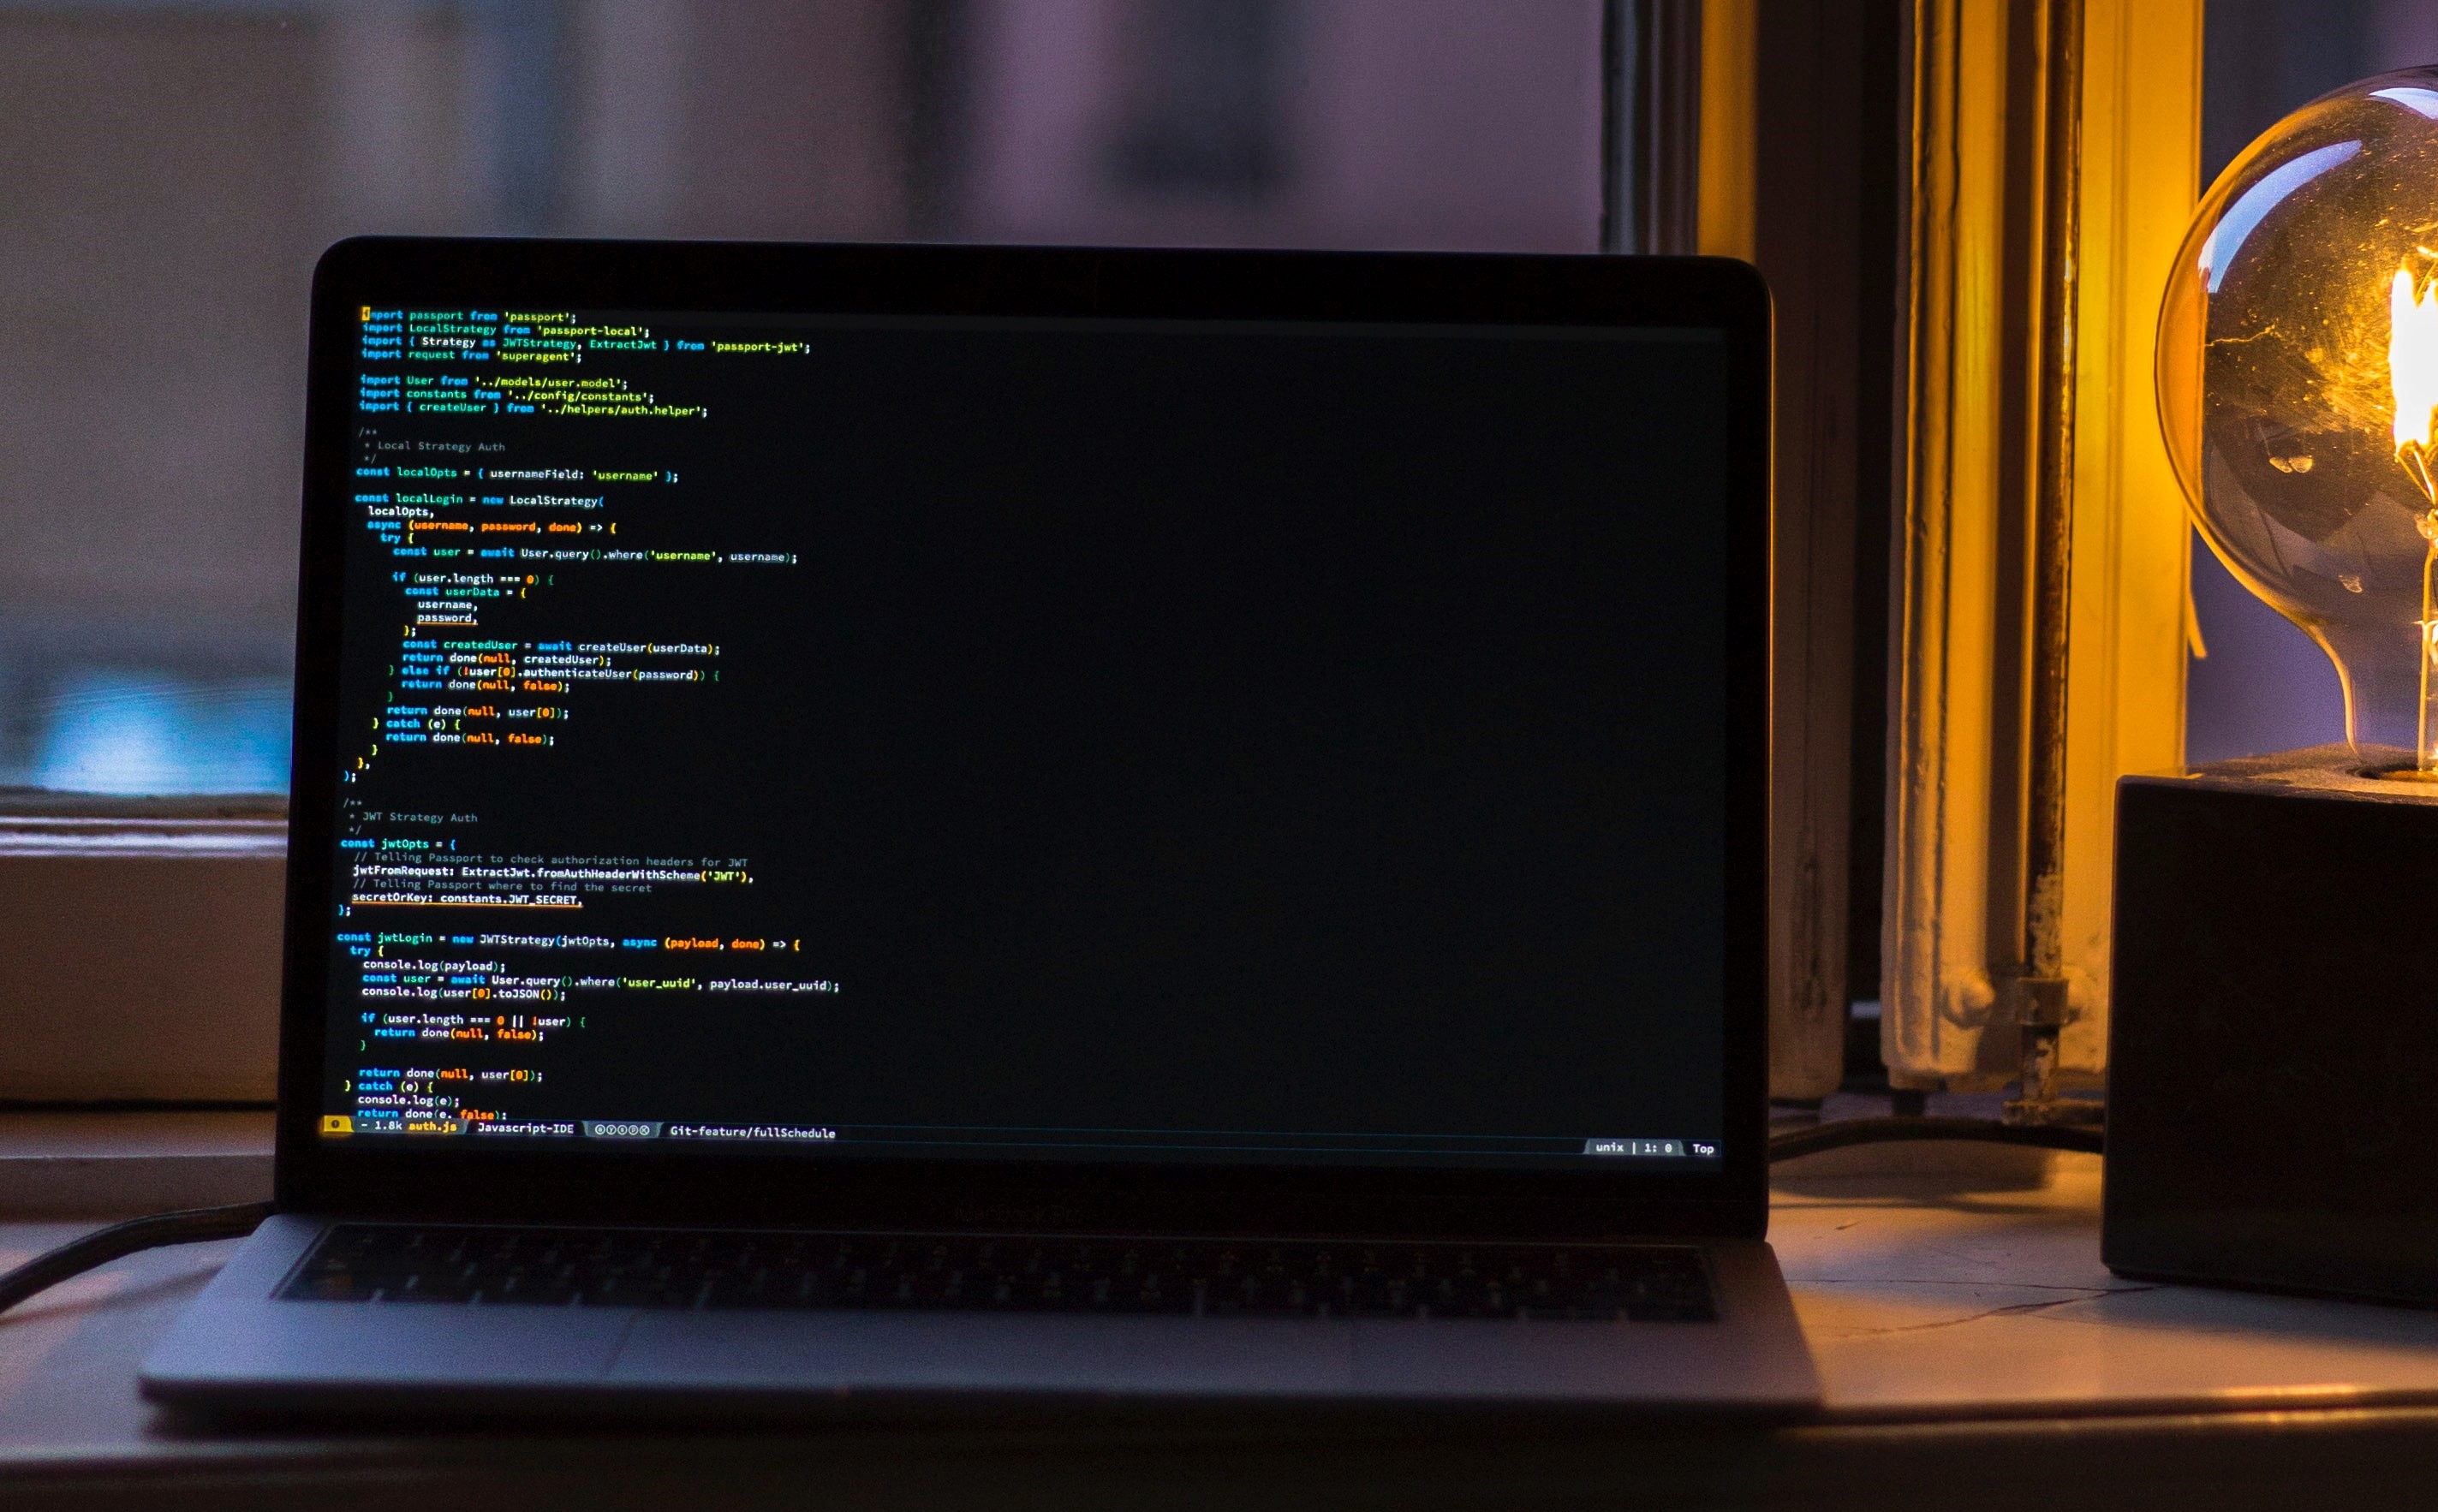 import passport from 'passport';
import LocalStrategy from 'passport-local';
import { Strategy as JWTStrategy, ExtractJwt } from 'passport-jwt';
import request from 'superagent';
import User from '../models/user.model';
import constants from '../config/constants';
import { createUser } from '../helpers/auth.helper';
/**
* Local Strategy Auth
*/
const localOpts = { usernameField: 'username' };
const localLogin = new LocalStrategy(
localOpts,
async (username, password, done) => {
try {
const user = await User.query().where('username', username);
if (user.length === 0) {
const userData = {
username,
password,
};
const createdUser = await createUser(userData);
return done(null, createdUser);
} else if (!user[0].authenticateUser(password)) {
return done(null, false);
}
return done(null, user[0]);
} catch (e) {
return done(null, false);
}
},
);
/**
* JWT Strategy Auth
*/
const jwtOpts = {
// Telling Passport to check authorization headers for JWT
jwtFromRequest: ExtractJwt.fromAuthHeaderWithScheme('JWT'),
// Telling Passport where to find the secret
secretOrKey: constants.JWT_SECRET,
};
const jwtLogin = new JWTStrategy(jwtOpts, async (payload, done) => {
try {
console.log(payload);
const user = await User.query().where('user_uuid', payload.user_uuid);
console.log(user[0].toJSON());
if (user.length === 0 || !user) {
return done(null, false);
}
return done(null, user[0]);
} catch (e) {
console.log(e);
return done(e, false);
- 1.8k auth.js Javascript-IDE Git-feature/fullSchedule unix | 1: 0 Top